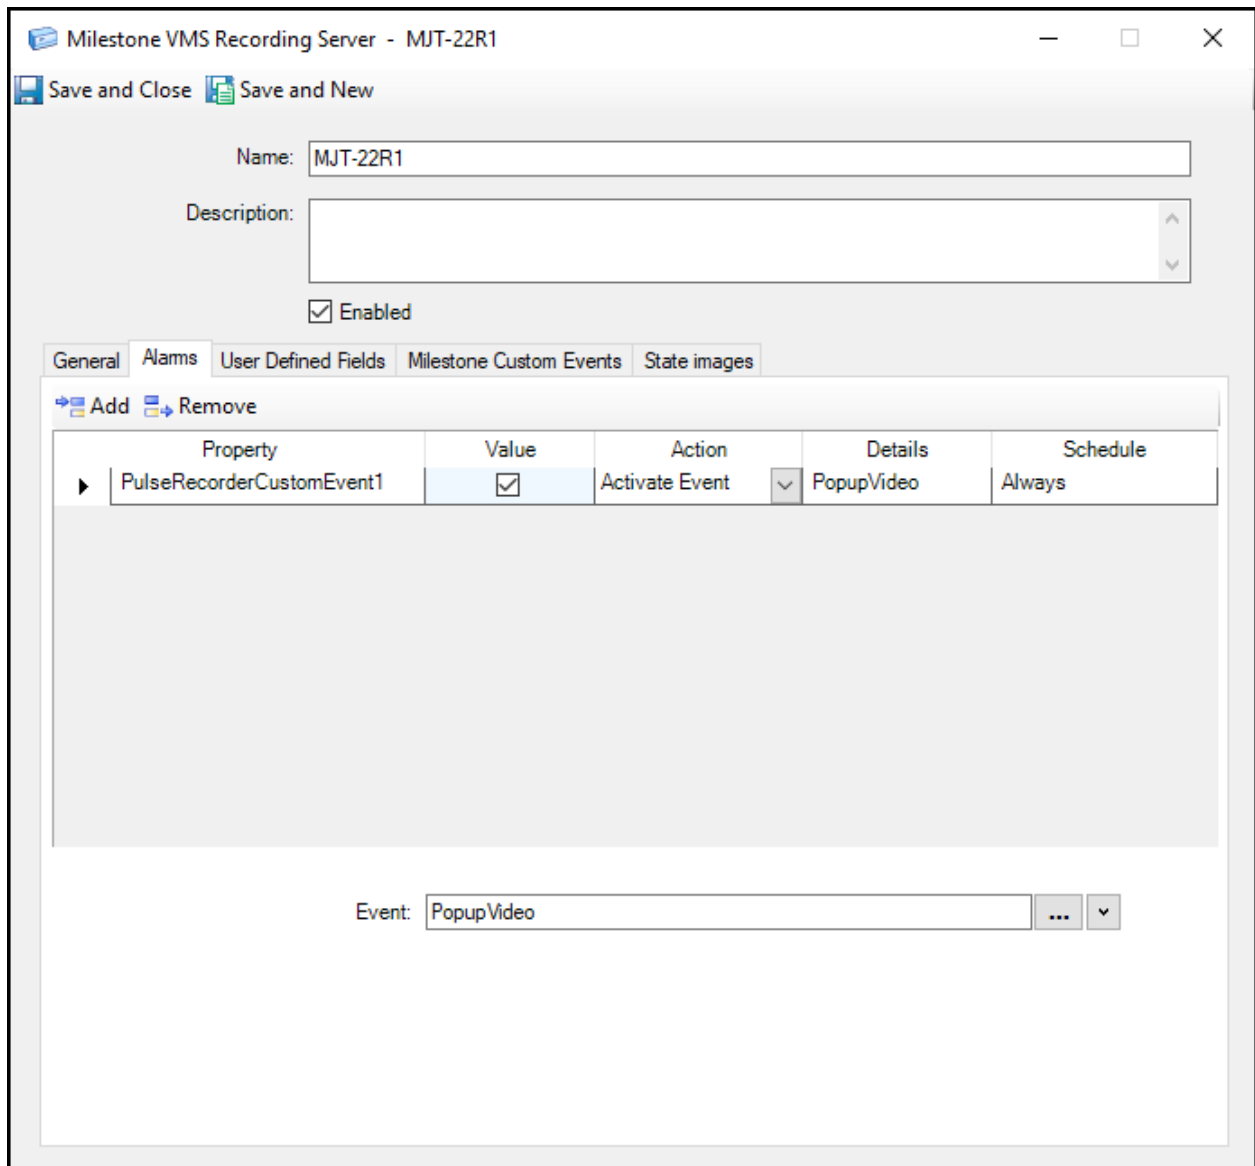 Milestone VMS Recording Server - MJT-22R1
Save and Close Save and New
Name: MJT-22R1
Description:
Enabled
General Alarms User Defined Fields Milestone Custom Events State images
Add Remove
Property Value Action Details Schedule
PulseRecorderCustomEvent1 Activate Event PopupVideo Always
Event: PopupVideo ...